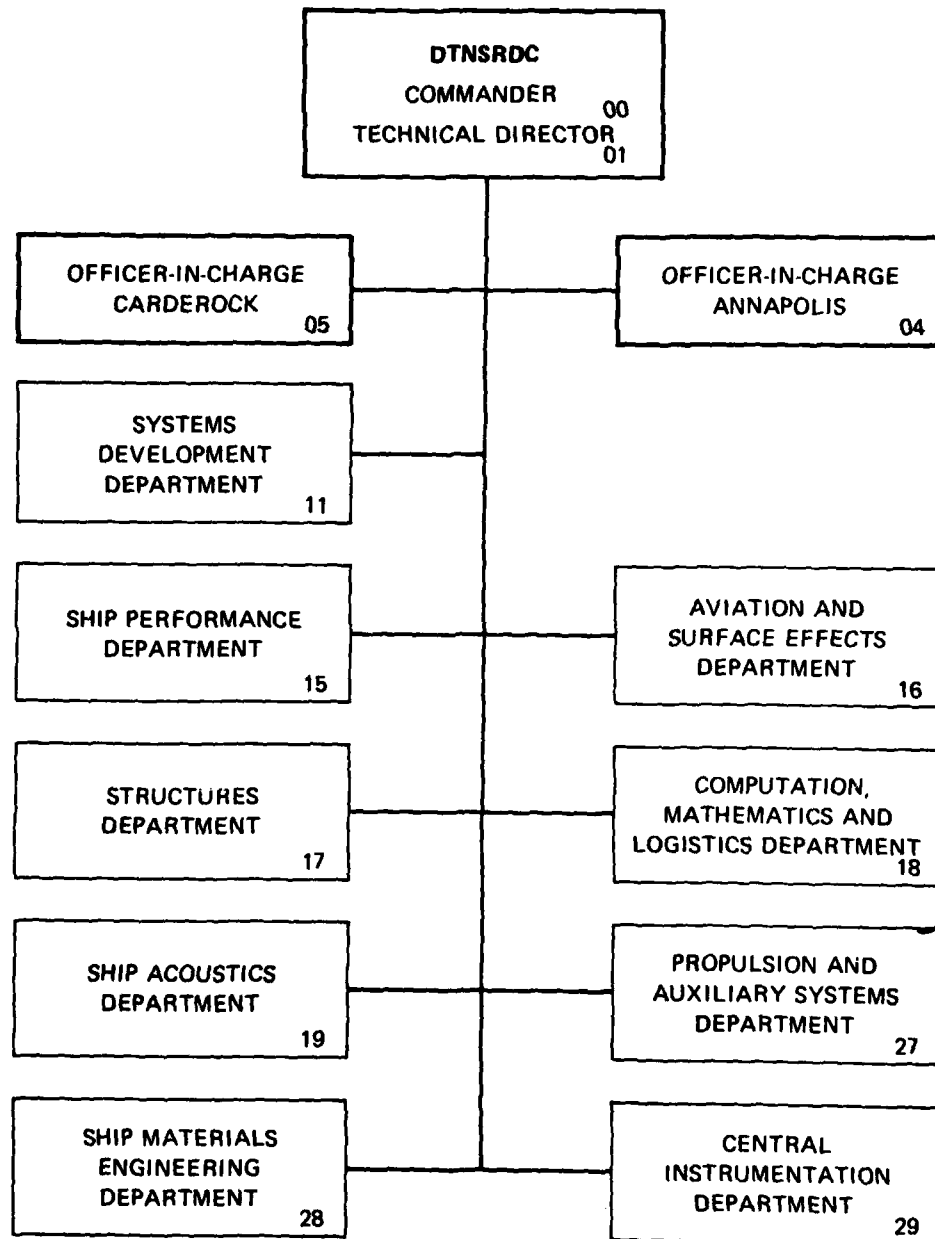 DTNSRDC
COMMANDER
00
TECHNICAL DIRECTOR
01
OFFICER-IN-CHARGE
CARDEROCK
05
OFFICER-IN-CHARGE
ANNAPOLIS
04
SYSTEMS
DEVELOPMENT
DEPARTMENT
11
SHIP PERFORMANCE
DEPARTMENT
15
AVIATION AND
SURFACE EFFECTS
DEPARTMENT
16
STRUCTURES
DEPARTMENT
17
COMPUTATION,
MATHEMATICS AND
LOGISTICS DEPARTMENT
18
SHIP ACOUSTICS
DEPARTMENT
19
PROPULSION AND
AUXILIARY SYSTEMS
DEPARTMENT
27
SHIP MATERIALS
ENGINEERING
DEPARTMENT
28
CENTRAL
INSTRUMENTATION
DEPARTMENT
29